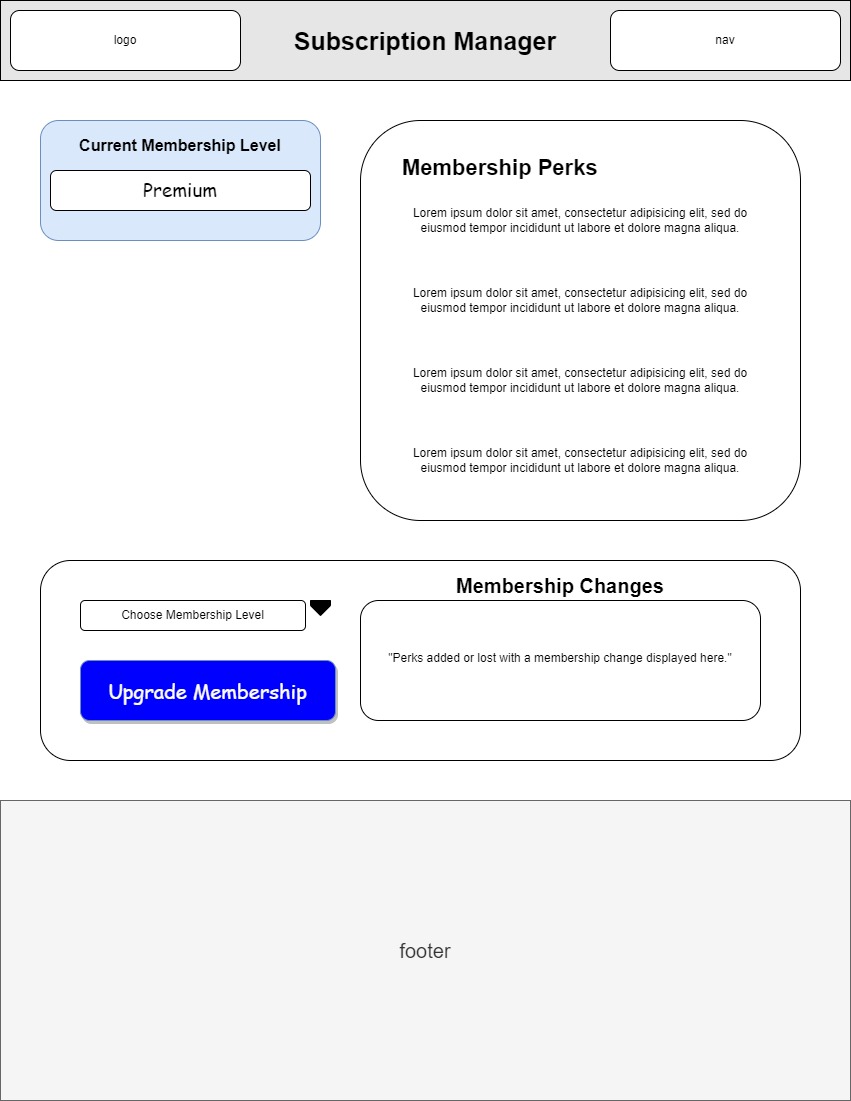 logo
Subscription Manager
nav
Current Membership Level
Premium
Membership Perks
Lorem ipsum dolor sit amet, consectetur adipisicing elit, sed do
eiusmod tempor incididunt ut labore et dolore magna aliqua.
Lorem ipsum dolor sit amet, consectetur adipisicing elit, sed do
eiusmod tempor incididunt ut labore et dolore magna aliqua.
Lorem ipsum dolor sit amet, consectetur adipisicing elit, sed do
eiusmod tempor incididunt ut labore et dolore magna aliqua.
Lorem ipsum dolor sit amet, consectetur adipisicing elit, sed do
eiusmod tempor incididunt ut labore et dolore magna aliqua.
Choose Membership Level
Upgrade Membership
Membership Changes
"Perks added or lost with a membership change displayed here."
footer